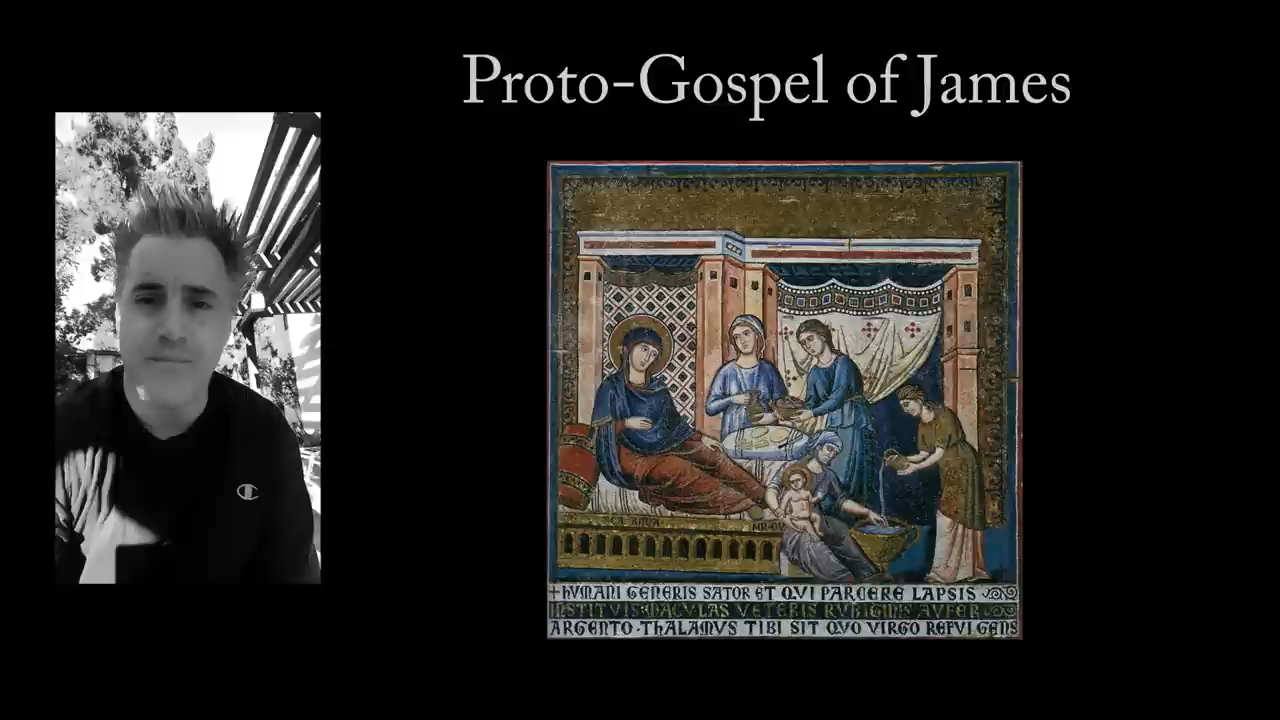 Proto-Gospel of James
+hVMANI GENERIS SATOR ET QVI PARCERE LAPSIS
INSTITVIS MACVLAS VETERIS RVBIGINIS AVFER
ARGENTO·ThALAMVS TIBI SIT QVO VIRGO REFVLGENS